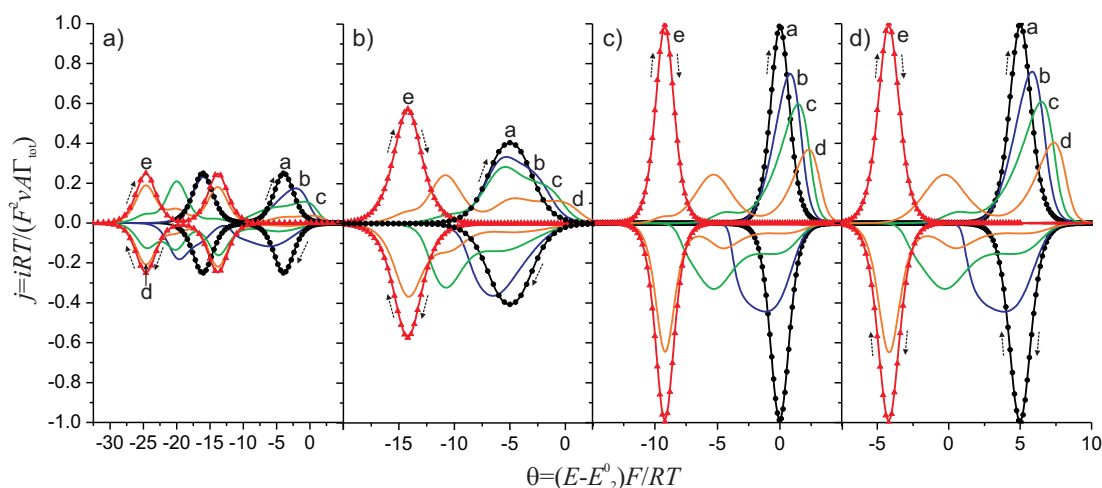 a) b) c) d)
1.0
0.8
0.6
0.4
0.2
0.0
-0.2
-0.4
-0.6
-0.8
-1.0
j=iRT/(F²νAΓtot)
e a b c d
e a b c d
e a b c d
e a b c d
-30 -25 -20 -15 -10 -5 0 -15 -10 -5 0 -10 -5 0 -5 0 5 10
θ=(E-E⁰₂)F/RT